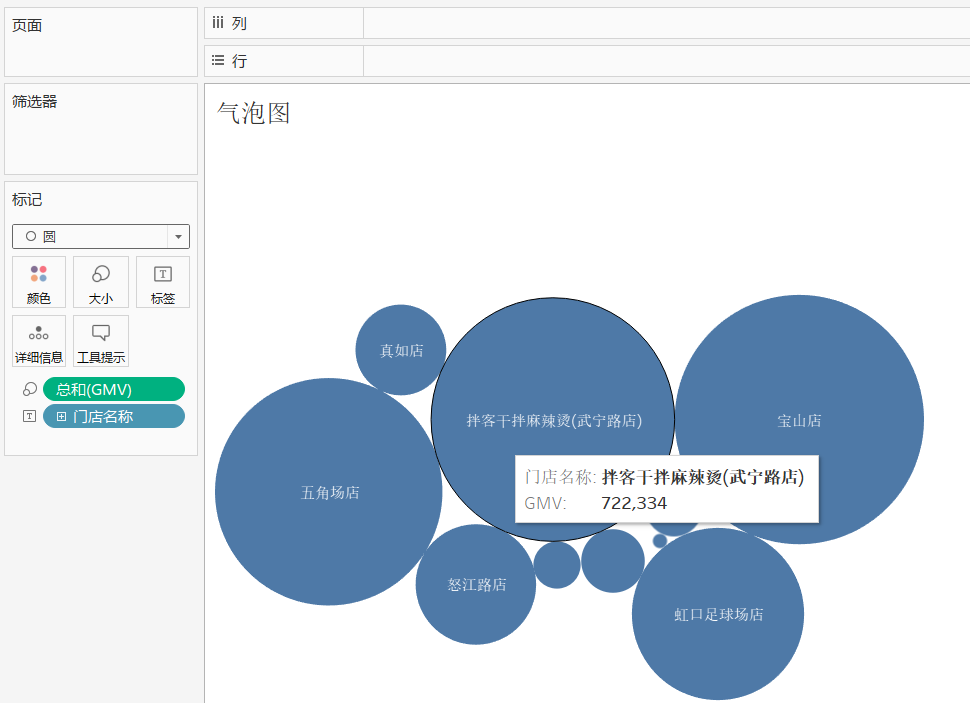 页面
列
行
筛选器
气泡图
标记
圆
颜色
大小
标签
详细信息
工具提示
总和(GMV)
门店名称
真如店
拌客干拌麻辣烫(武宁路店)
宝山店
门店名称: 拌客干拌麻辣烫(武宁路店)
GMV: 722,334
五角场店
怒江路店
虹口足球场店